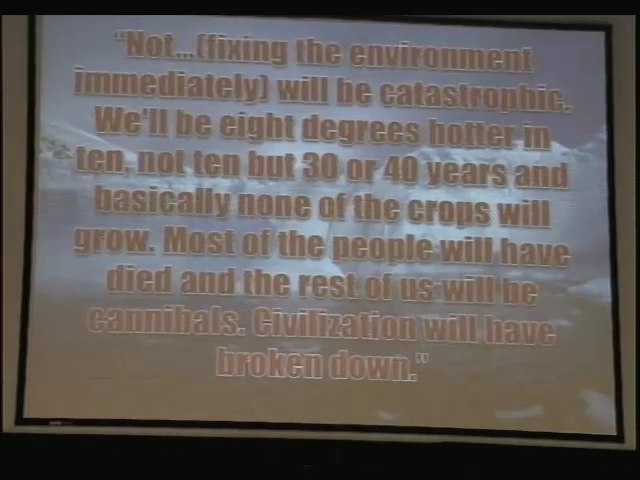 "Not...(fixing the environment
immediately) will be catastrophic.
We'll be eight degrees hotter in
ten, not ten but 30 or 40 years and
basically none of the crops will
grow. Most of the people will have
died and the rest of us will be
cannibals. Civilization will have
broken down."